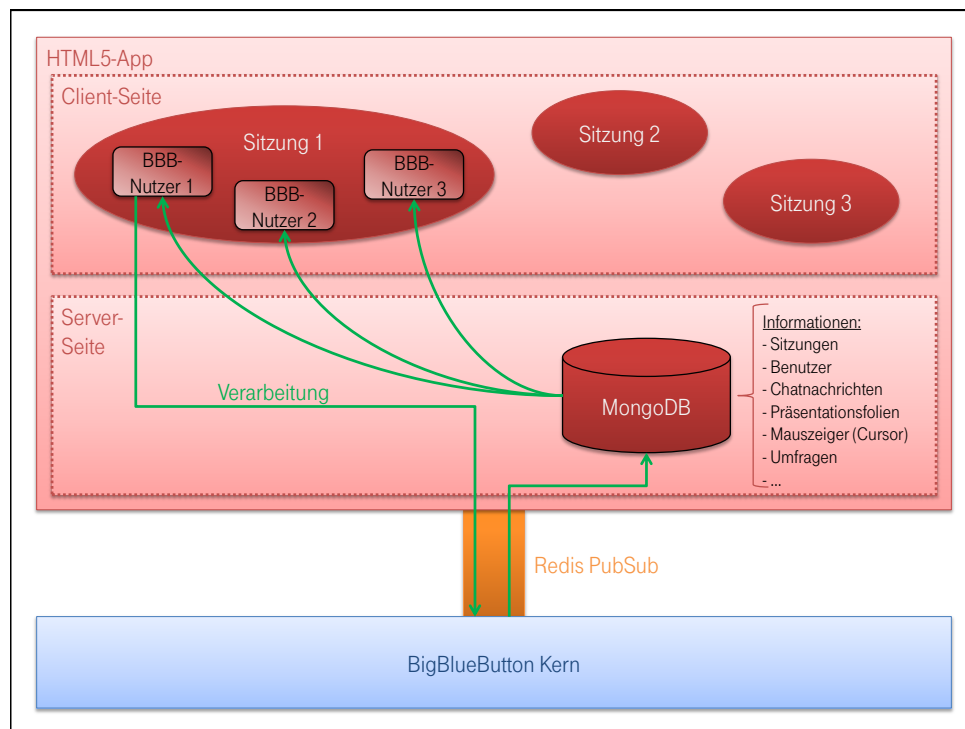 HTML5-App
Client-Seite
Sitzung 1
BBB-
Nutzer 1
BBB-
Nutzer 2
BBB-
Nutzer 3
Sitzung 2
Sitzung 3
Server-
Seite
Verarbeitung
MongoDB
Informationen:
- Sitzungen
- Benutzer
- Chatnachrichten
- Präsentationsfolien
- Mauszeiger (Cursor)
- Umfragen
- ...
Redis PubSub
BigBlueButton Kern